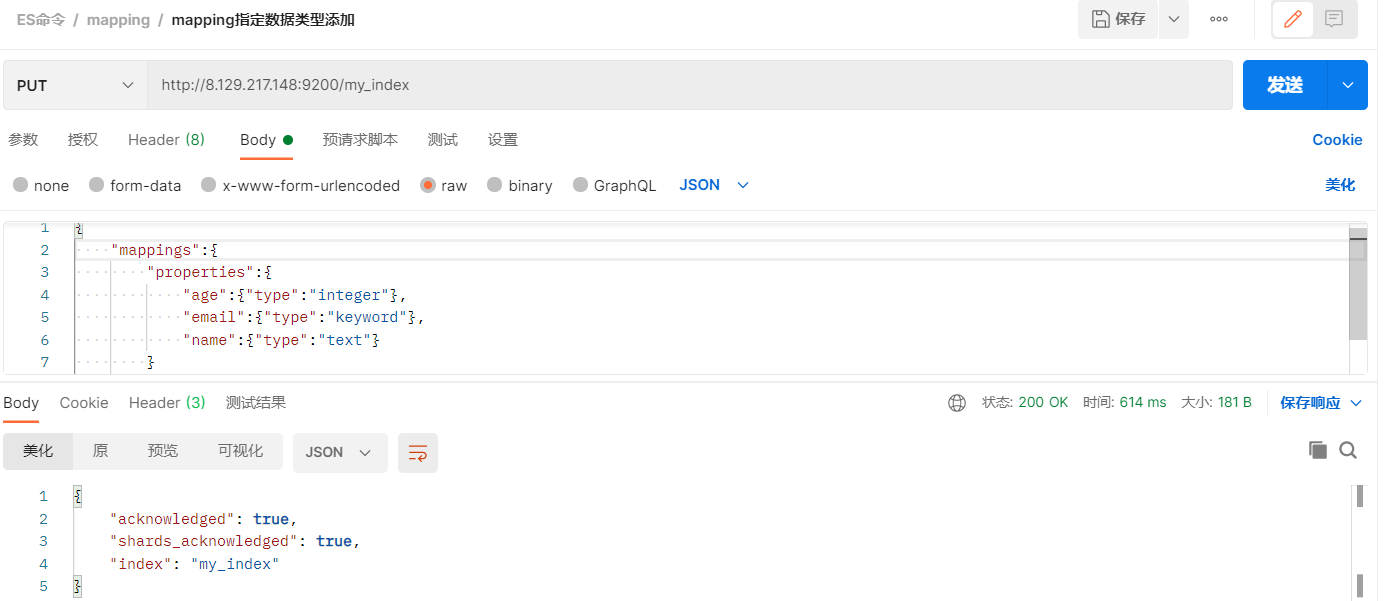 ES命令 / mapping / mapping指定数据类型添加
保存
PUT
http://8.129.217.148:9200/my_index
发送
参数 授权 Header (8) Body 预请求脚本 测试 设置 Cookie
none form-data x-www-form-urlencoded raw binary GraphQL JSON 美化
1 {
2 "mappings":{
3 "properties":{
4 "age":{"type":"integer"},
5 "email":{"type":"keyword"},
6 "name":{"type":"text"}
7 }
Body Cookie Header (3) 测试结果 状态: 200 OK 时间: 614 ms 大小: 181 B 保存响应
美化 原 预览 可视化 JSON
1 {
2 "acknowledged": true,
3 "shards_acknowledged": true,
4 "index": "my_index"
5 }